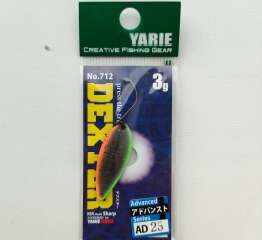 YARIE
CREATIVE FISHING GEAR
No.712
3g
DEXTER
Advanced
アドバンスト
Series
AD 25